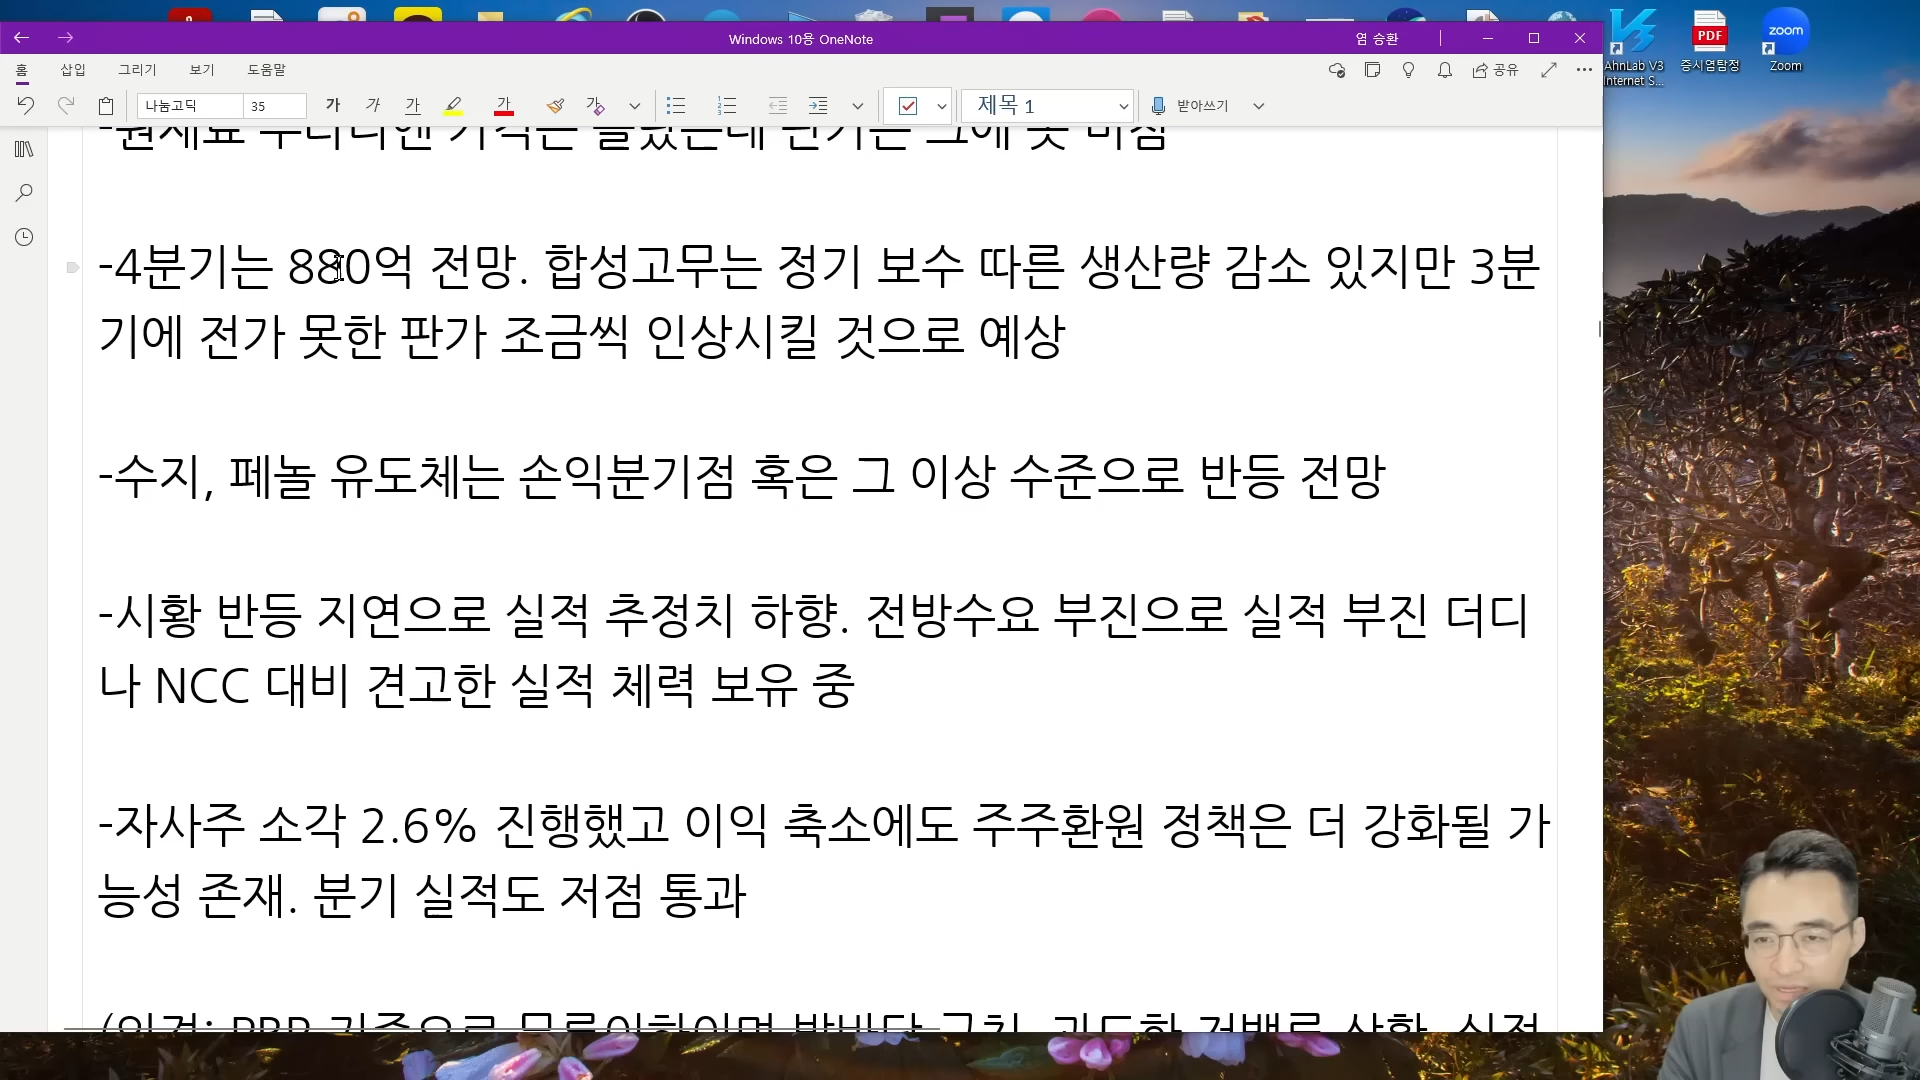 Windows 10용 OneNote
염 승환
홈 삽입 그리기 보기 도움말
공유
나눔고딕 35 가 가 가 가 가 제목 1 받아쓰기
AhnLab V3
Internet S...
PDF
증시염탐정
zoom
Zoom
-4분기는 880억 전망. 합성고무는 정기 보수 따른 생산량 감소 있지만 3분
기에 전가 못한 판가 조금씩 인상시킬 것으로 예상
-수지, 페놀 유도체는 손익분기점 혹은 그 이상 수준으로 반등 전망
-시황 반등 지연으로 실적 추정치 하향. 전방수요 부진으로 실적 부진 더디
나 NCC 대비 견고한 실적 체력 보유 중
-자사주 소각 2.6% 진행했고 이익 축소에도 주주환원 정책은 더 강화될 가
능성 존재. 분기 실적도 저점 통과